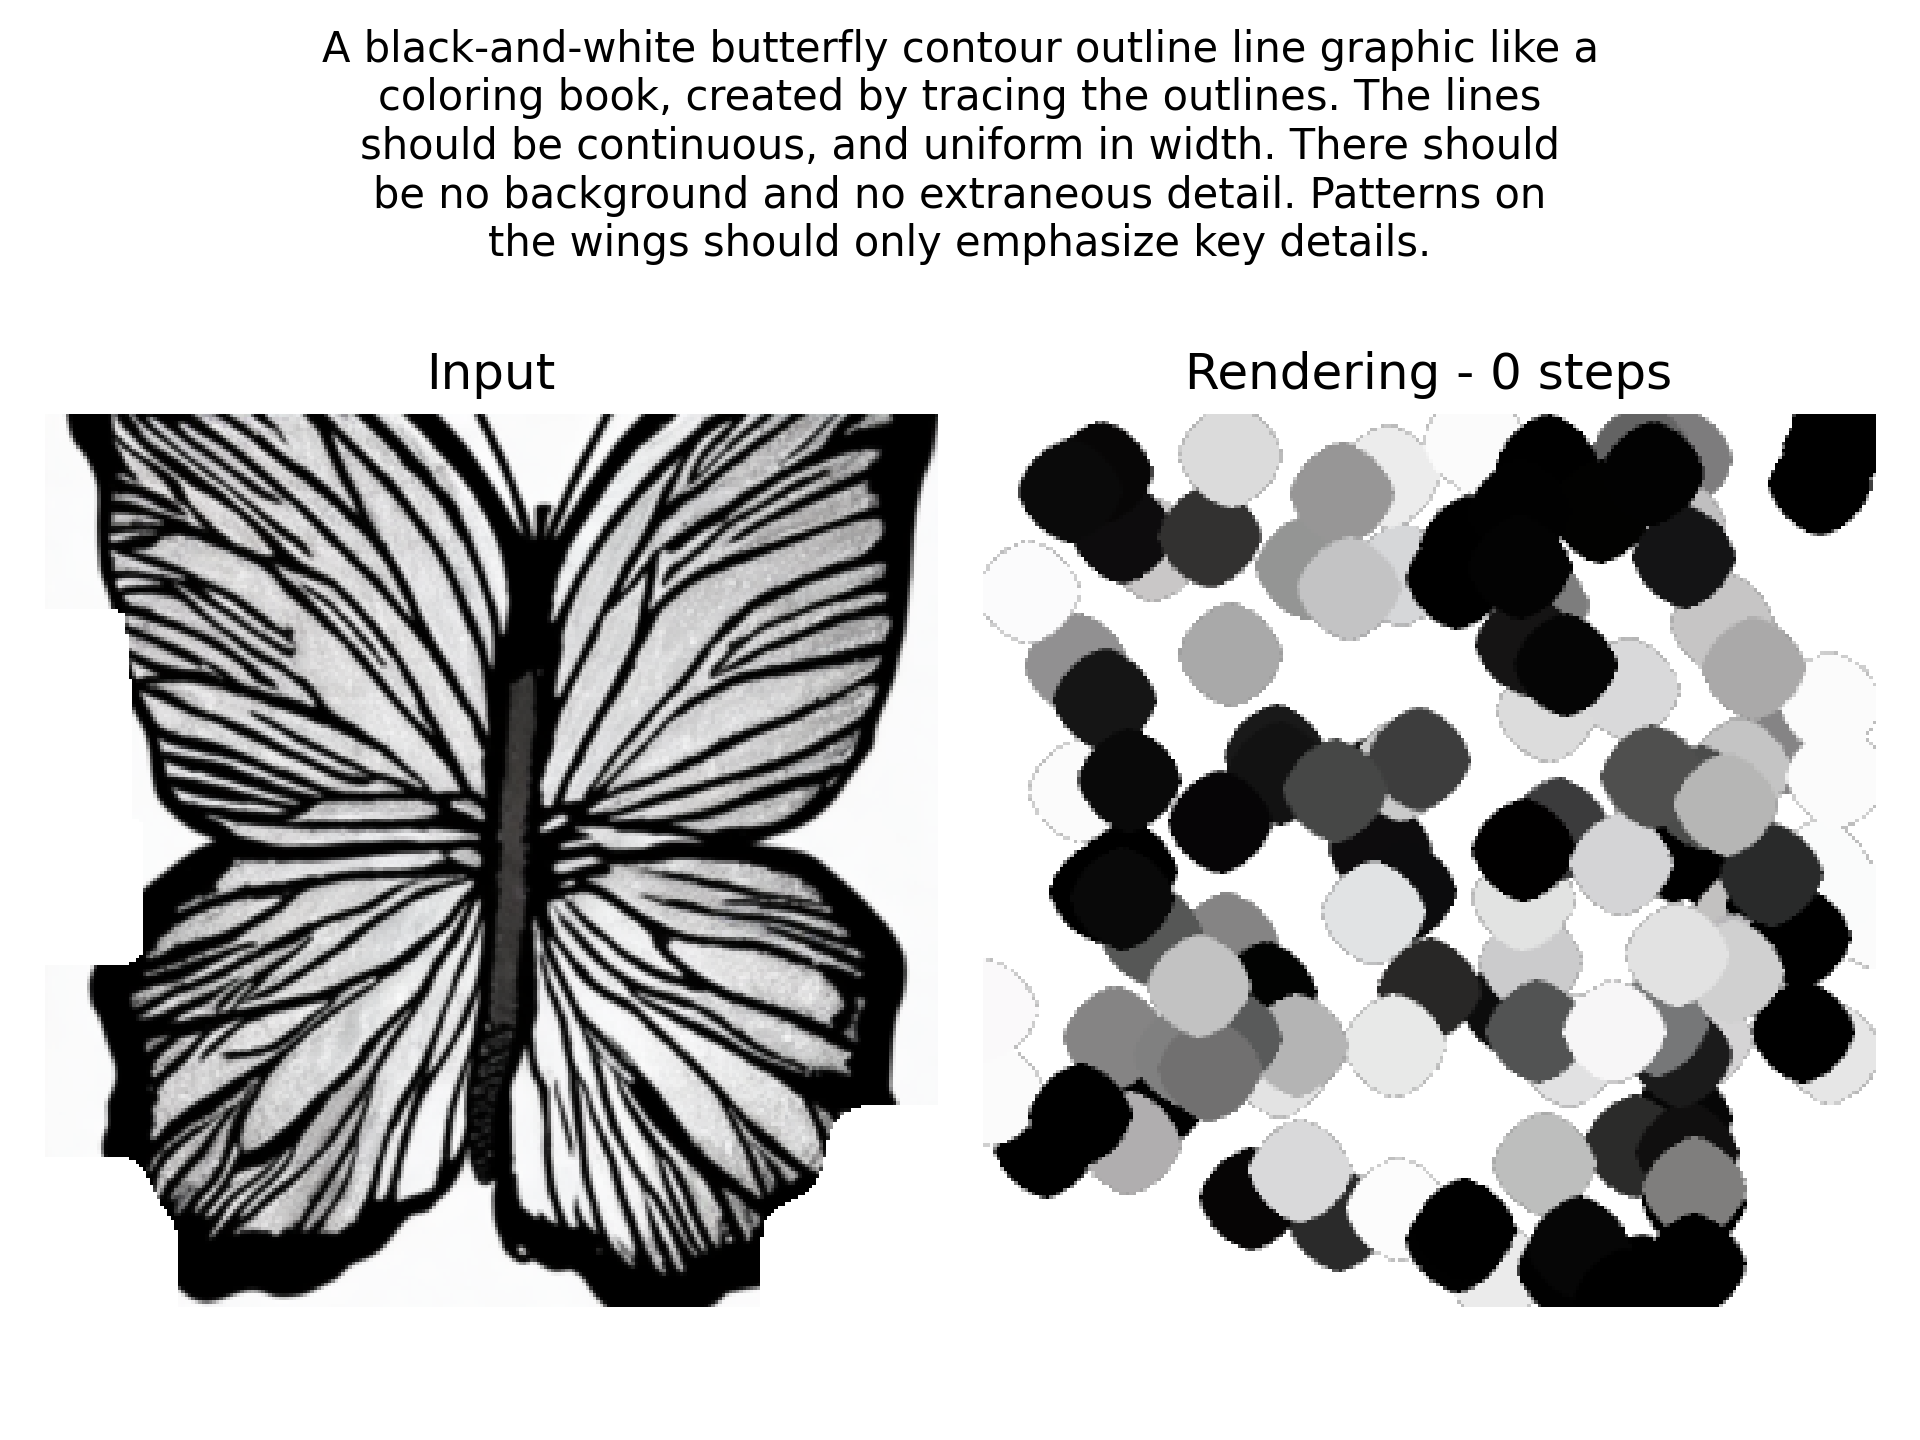 A black-and-white butterfly contour outline line graphic like a
coloring book, created by tracing the outlines. The lines
should be continuous, and uniform in width. There should
be no background and no extraneous detail. Patterns on
the wings should only emphasize key details.
Input
Rendering - 0 steps